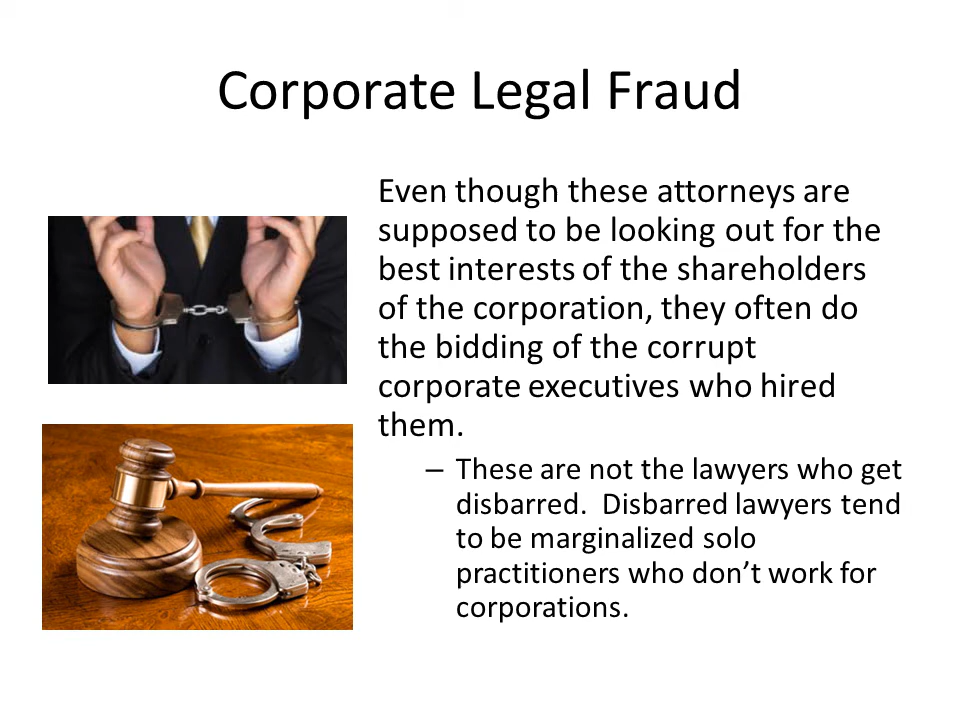 Corporate Legal Fraud
Even though these attorneys are
supposed to be looking out for the
best interests of the shareholders
of the corporation, they often do
the bidding of the corrupt
corporate executives who hired
them.
– These are not the lawyers who get
disbarred.  Disbarred lawyers tend
to be marginalized solo
practitioners who don’t work for
corporations.